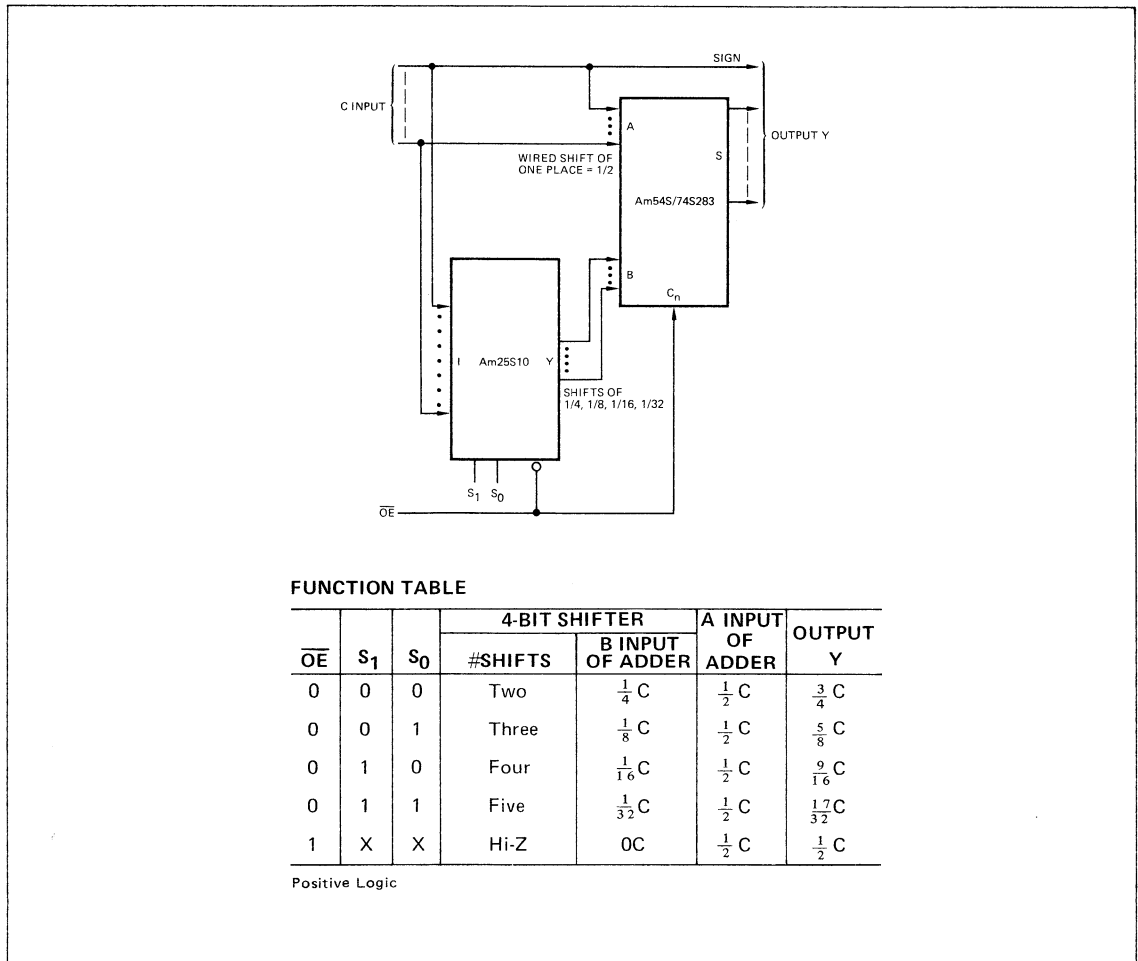 SIGN
C INPUT
A
OUTPUT Y
WIRED SHIFT OF
ONE PLACE = 1/2
S
Am54S/74S283
B
Cn
I Am25S10 Y
SHIFTS OF
1/4, 1/8, 1/16, 1/32
S1 S0
OE
FUNCTION TABLE
OE S1 S0 4-BIT SHIFTER A INPUT OF ADDER OUTPUT Y
#SHIFTS B INPUT OF ADDER
0 0 0 Two 1/4 C 1/2 C 3/4 C
0 0 1 Three 1/8 C 1/2 C 5/8 C
0 1 0 Four 1/16 C 1/2 C 9/16 C
0 1 1 Five 1/32 C 1/2 C 17/32 C
1 X X Hi-Z 0C 1/2 C 1/2 C
Positive Logic